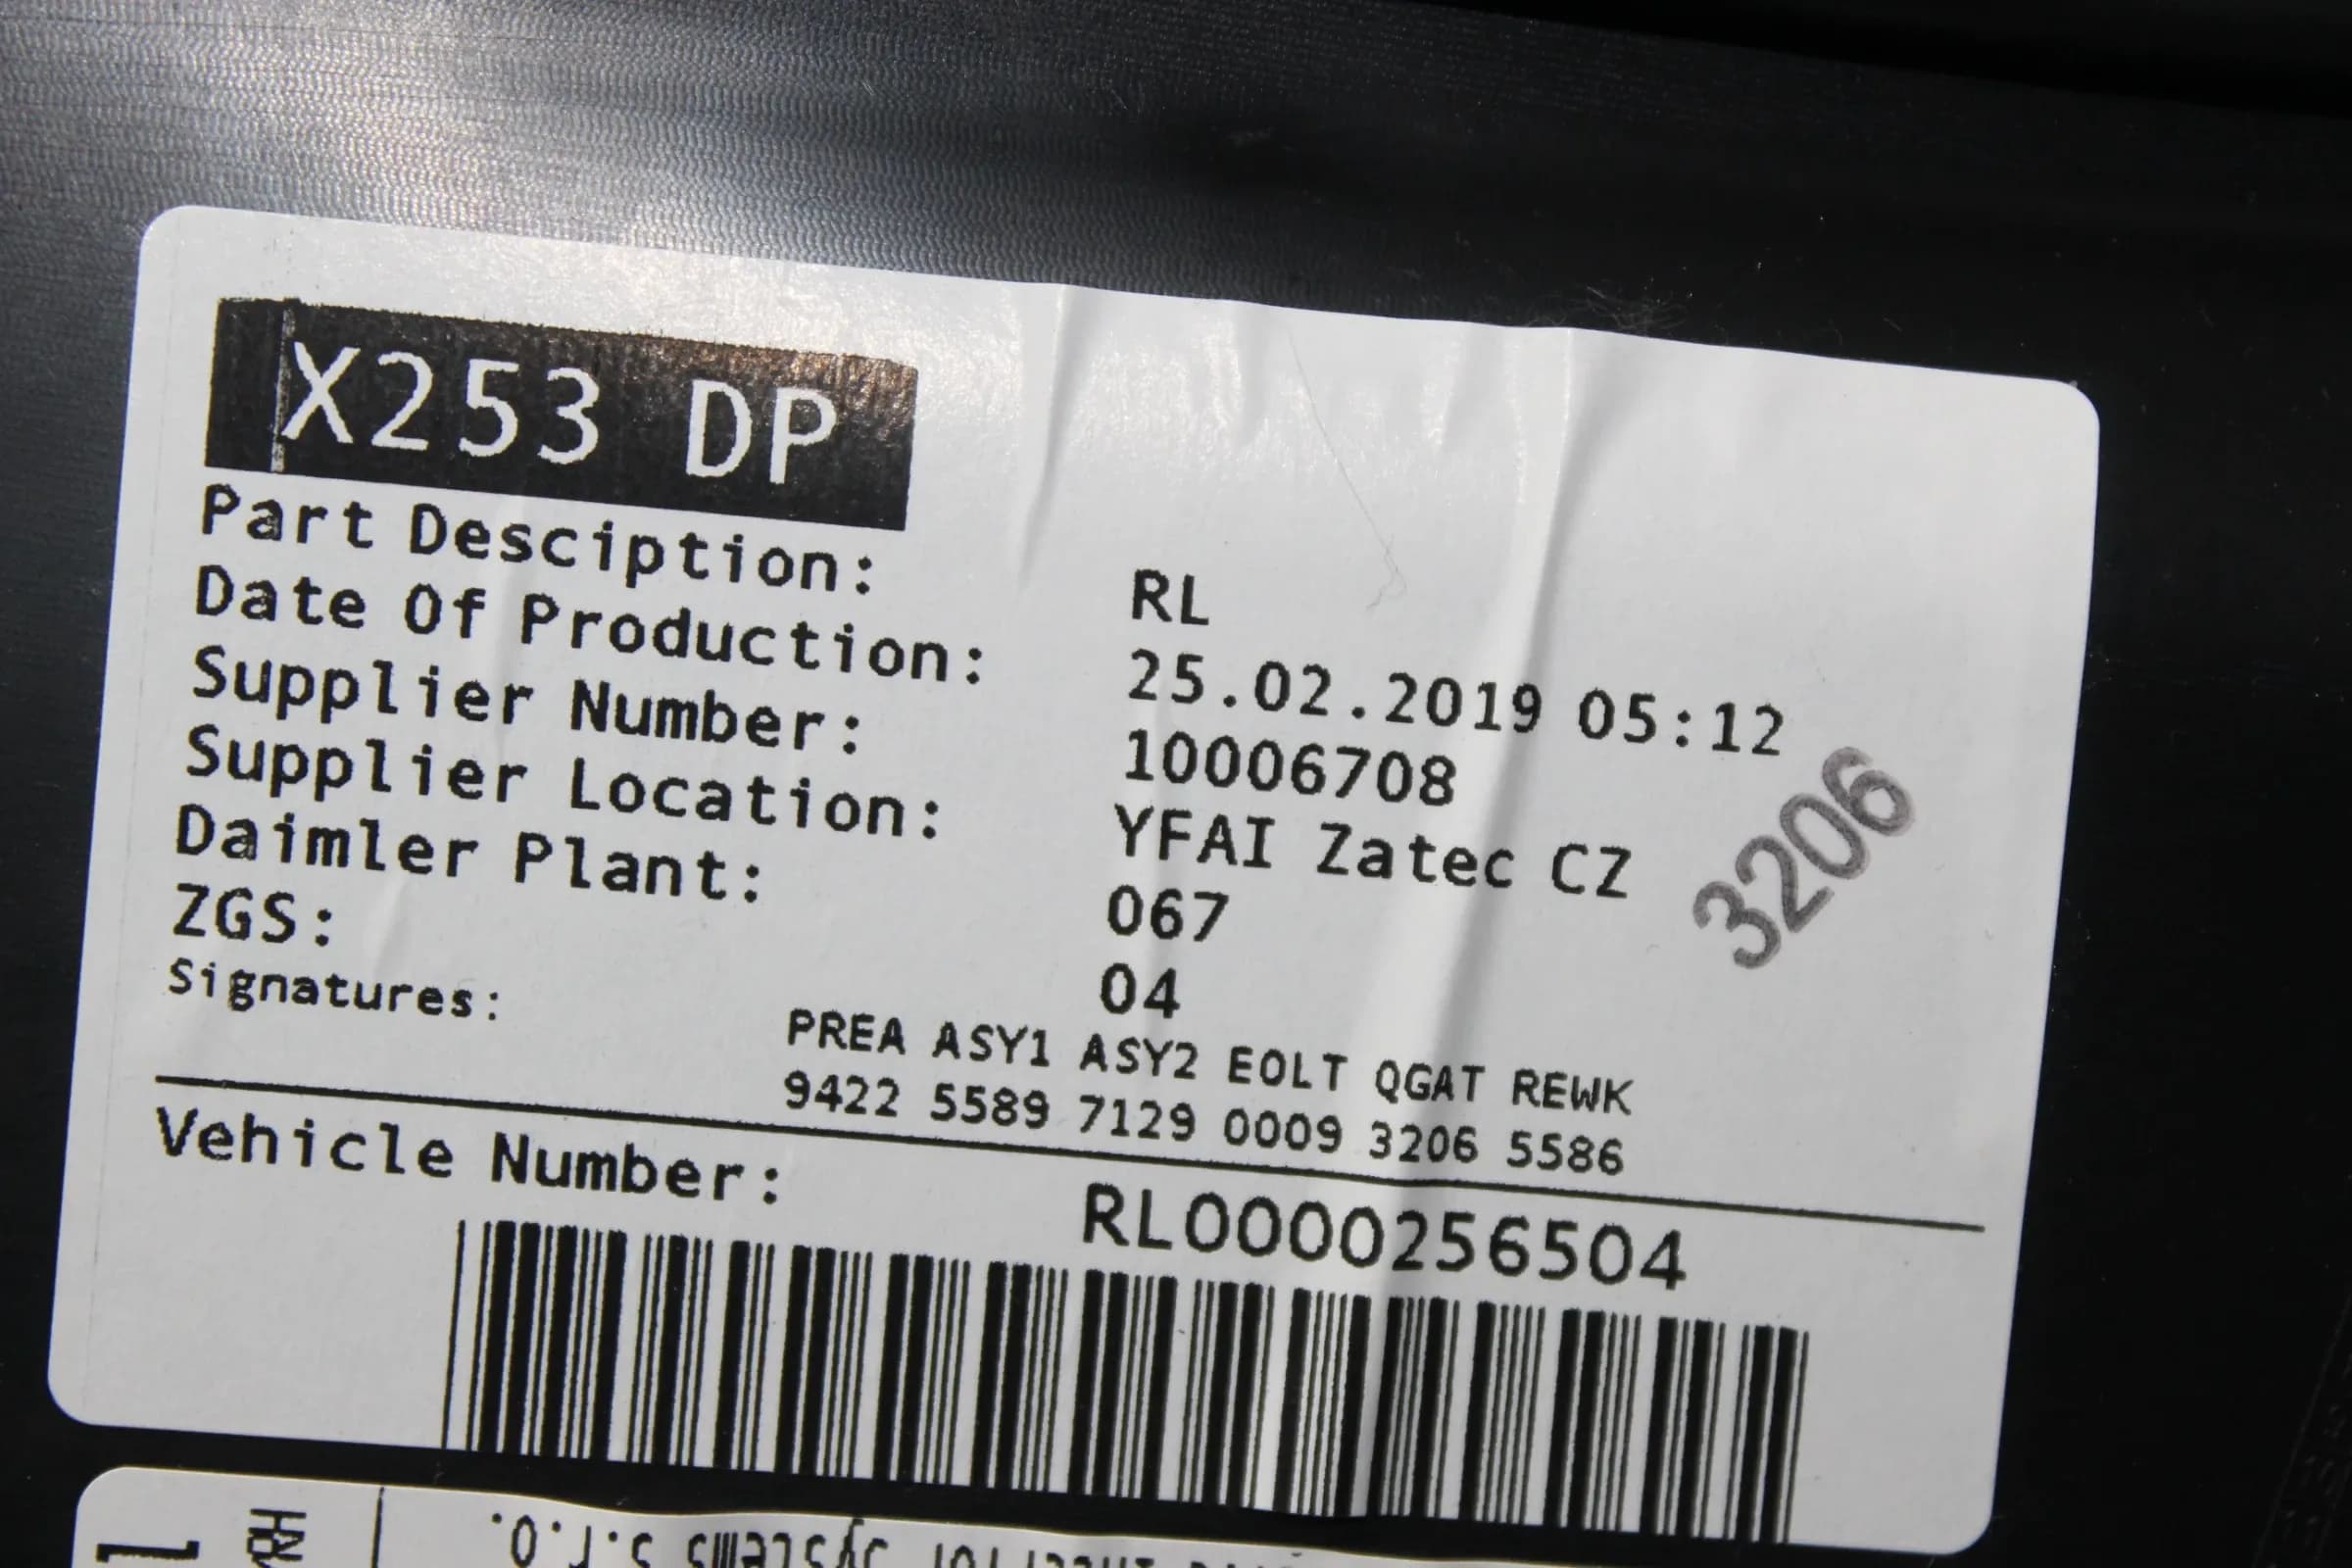 X253 DP
Part Desciption: RL
Date Of Production: 25.02.2019 05:12
Supplier Number: 10006708
Supplier Location: YFAI Zatec CZ
Daimler Plant: 067
ZGS: 04
3206
Signatures: PREA ASY1 ASY2 EOLT QGAT REWK
9422 5589 7129 0009 3206 5586
Vehicle Number: RL0000256504
Systems s.r.o.